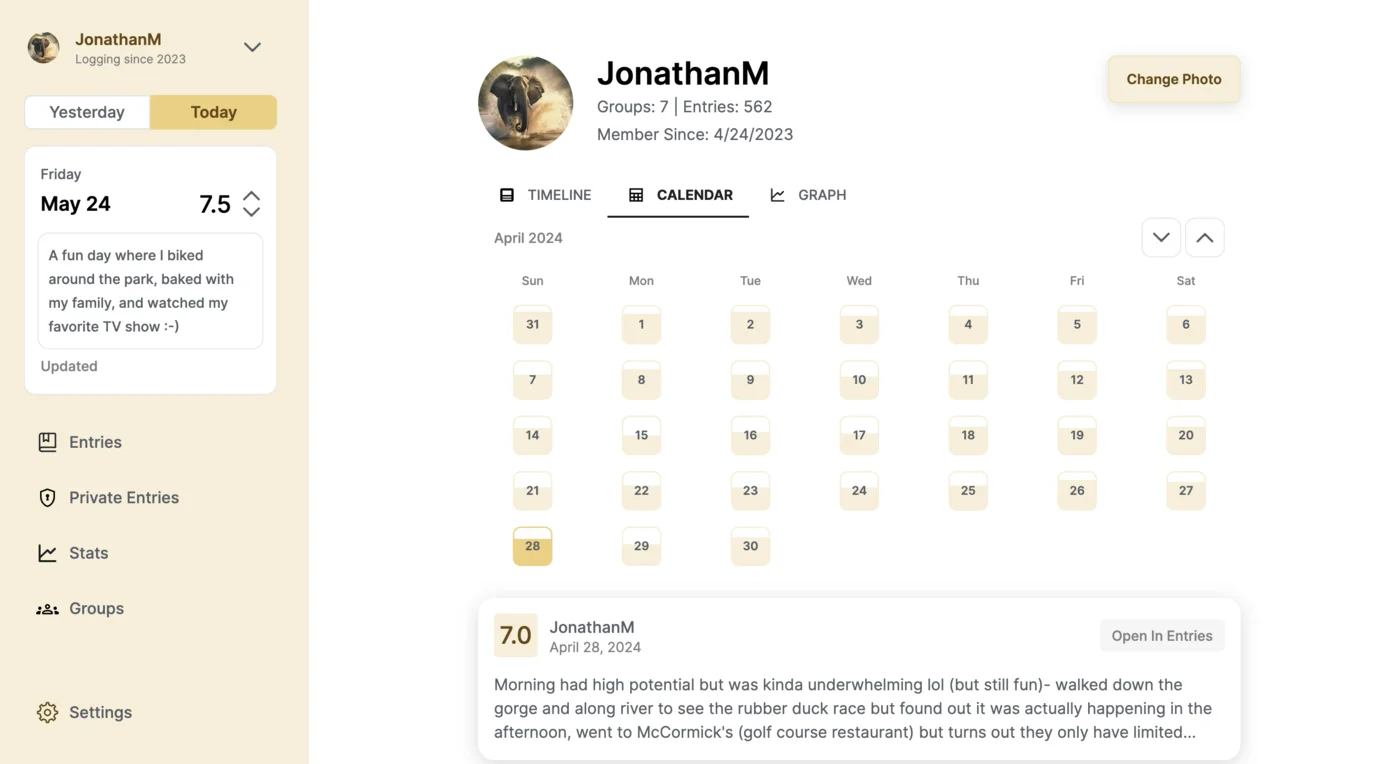 JonathanM
Logging since 2023
Yesterday
Today
Friday
May 24
7.5
A fun day where I biked
around the park, baked with
my family, and watched my
favorite TV show :-)
Updated
Entries
Private Entries
Stats
Groups
Settings
JonathanM
Groups: 7 | Entries: 562
Member Since: 4/24/2023
Change Photo
TIMELINE
CALENDAR
GRAPH
April 2024
Sun Mon Tue Wed Thu Fri Sat
31 1 2 3 4 5 6
7 8 9 10 11 12 13
14 15 16 17 18 19 20
21 22 23 24 25 26 27
28 29 30
7.0
JonathanM
April 28, 2024
Open In Entries
Morning had high potential but was kinda underwhelming lol (but still fun)- walked down the
gorge and along river to see the rubber duck race but found out it was actually happening in the
afternoon, went to McCormick's (golf course restaurant) but turns out they only have limited...